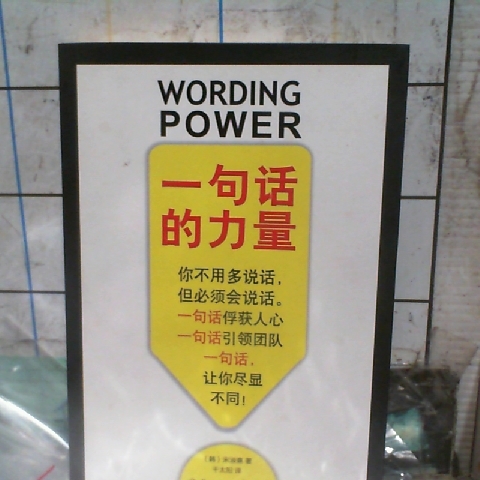 WORDING
POWER
一句话
的力量
你不用多说话,
但必须会说话。
一句话俘获人心
一句话引领团队
一句话,
让你尽显
不同!